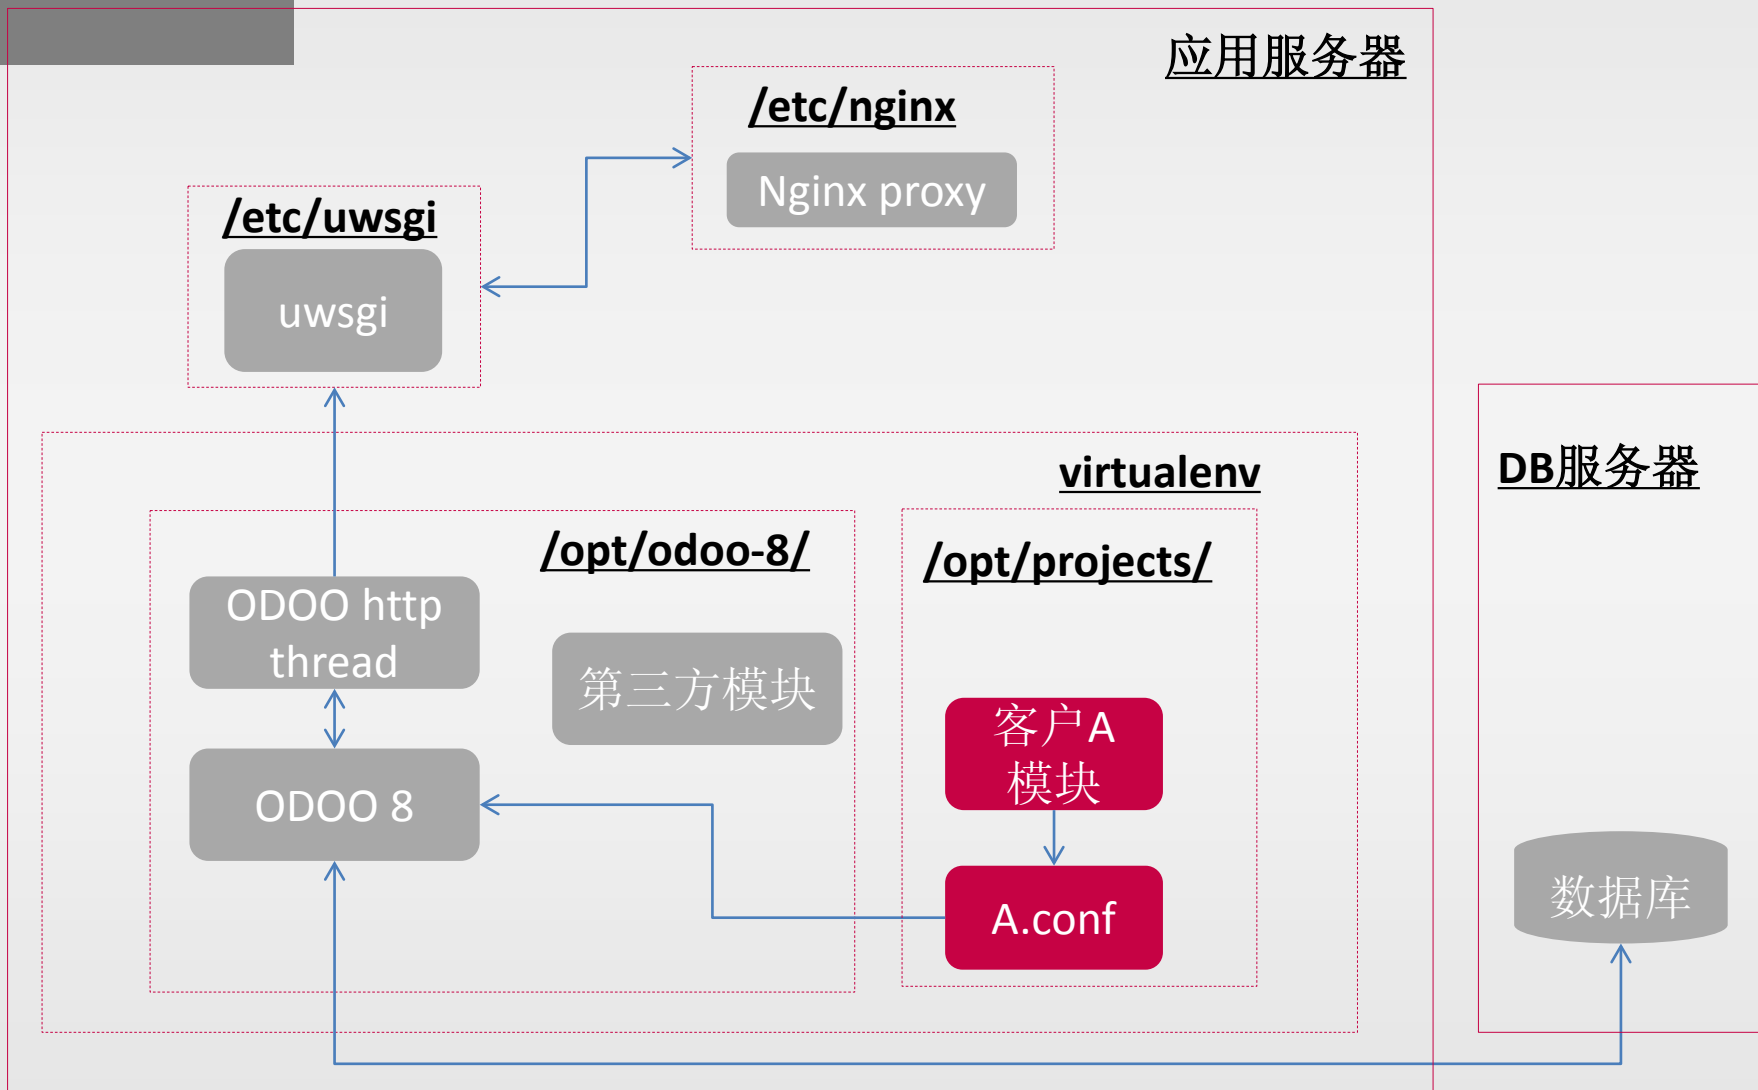 应用服务器
/etc/nginx
Nginx proxy
/etc/uwsgi
uwsgi
virtualenv
DB服务器
/opt/odoo-8/
/opt/projects/
ODOO http
thread
第三方模块
客户A
模块
ODOO 8
A.conf
数据库